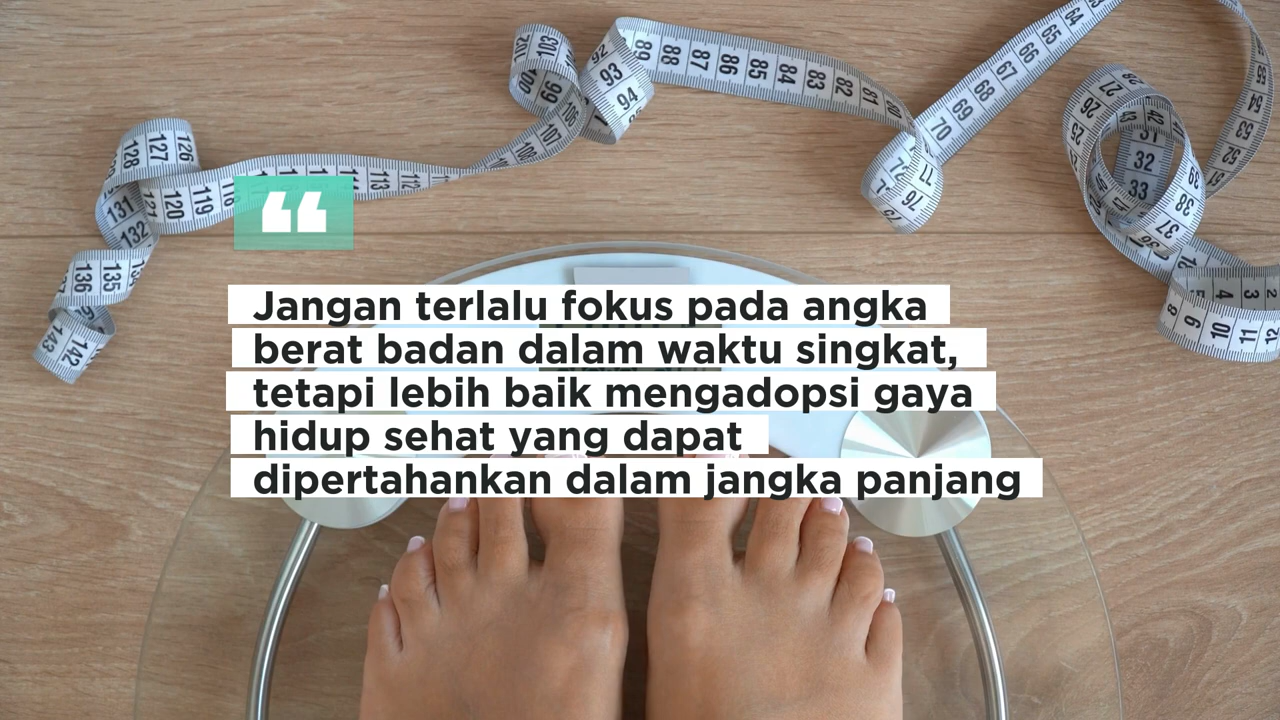 “
Jangan terlalu fokus pada angka
berat badan dalam waktu singkat,
tetapi lebih baik mengadopsi gaya
hidup sehat yang dapat
dipertahankan dalam jangka panjang